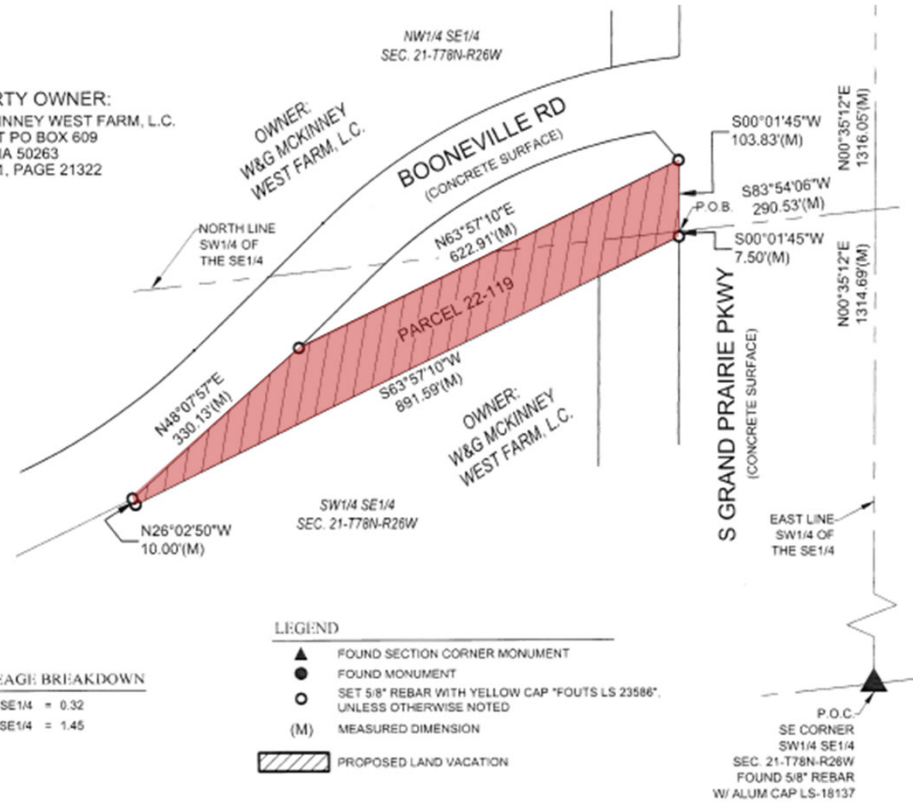 NW1/4 SE1/4
SEC. 21-T78N-R26W
RTY OWNER:
INNEY WEST FARM, L.C.
T PO BOX 609
IA 50263
1, PAGE 21322
OWNER:
W&G MCKINNEY
WEST FARM, L.C.
BOONEVILLE RD
(CONCRETE SURFACE)
S00°01'45"W
103.83'(M)
N00°35'12"E
1316.05'(M)
S83°54'06"W
290.53'(M)
P.O.B.
S00°01'45"W
7.50'(M)
NORTH LINE
SW1/4 OF
THE SE1/4
N63°57'10"E
622.91'(M)
PARCEL 22-119
S63°57'10"W
891.59'(M)
N00°35'12"E
1314.69'(M)
S GRAND PRAIRIE PKWY
(CONCRETE SURFACE)
N48°07'57"E
330.13'(M)
OWNER:
W&G MCKINNEY
WEST FARM, L.C.
SW1/4 SE1/4
SEC. 21-T78N-R26W
N26°02'50"W
10.00'(M)
EAST LINE
SW1/4 OF
THE SE1/4
LEGEND
FOUND SECTION CORNER MONUMENT
FOUND MONUMENT
SET 5/8" REBAR WITH YELLOW CAP "FOUTS LS 23586",
UNLESS OTHERWISE NOTED
(M) MEASURED DIMENSION
PROPOSED LAND VACATION
EAGE BREAKDOWN
SE1/4 = 0.32
SE1/4 = 1.45
P.O.C.
SE CORNER
SW1/4 SE1/4
SEC. 21-T78N-R26W
FOUND 5/8" REBAR
W/ ALUM CAP LS-18137